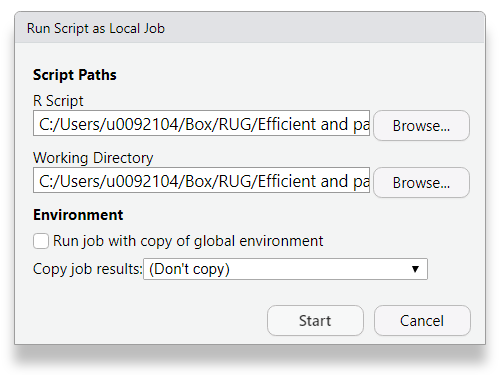 Run Script as Local Job
Script Paths
R Script
C:/Users/u0092104/Box/RUG/Efficient and pa
Browse...
Working Directory
C:/Users/u0092104/Box/RUG/Efficient and pa
Browse...
Environment
Run job with copy of global environment
Copy job results: (Don't copy)
Start Cancel